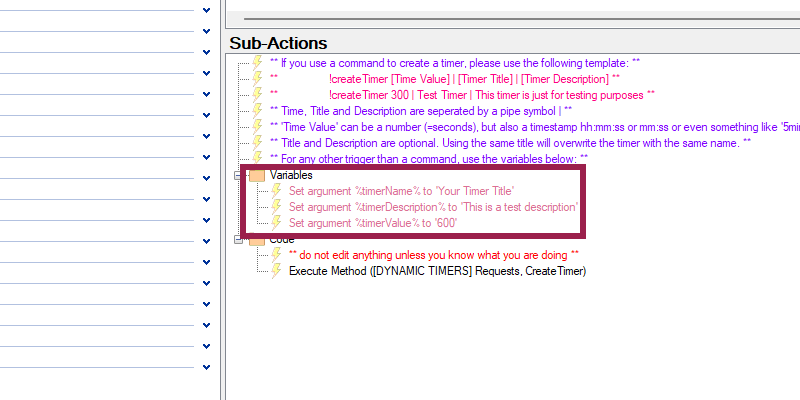 Sub-Actions
** If you use a command to create a timer, please use the following template: **
** !createTimer [Time Value] | [Timer Title] | [Timer Description] **
** !createTimer 300 | Test Timer | This timer is just for testing purposes **
** Time, Title and Description are seperated by a pipe symbol | **
** 'Time Value' can be a number (=seconds), but also a timestamp hh:mm:ss or mm:ss or even something like '5min
** Title and Description are optional. Using the same title will overwrite the timer with the same name. **
** For any other trigger than a command, use the variables below: **
Variables
Set argument %timerName% to 'Your Timer Title'
Set argument %timerDescription% to 'This is a test description'
Set argument %timerValue% to '600'
Code
** do not edit anything unless you know what you are doing **
Execute Method ([DYNAMIC TIMERS] Requests, CreateTimer)